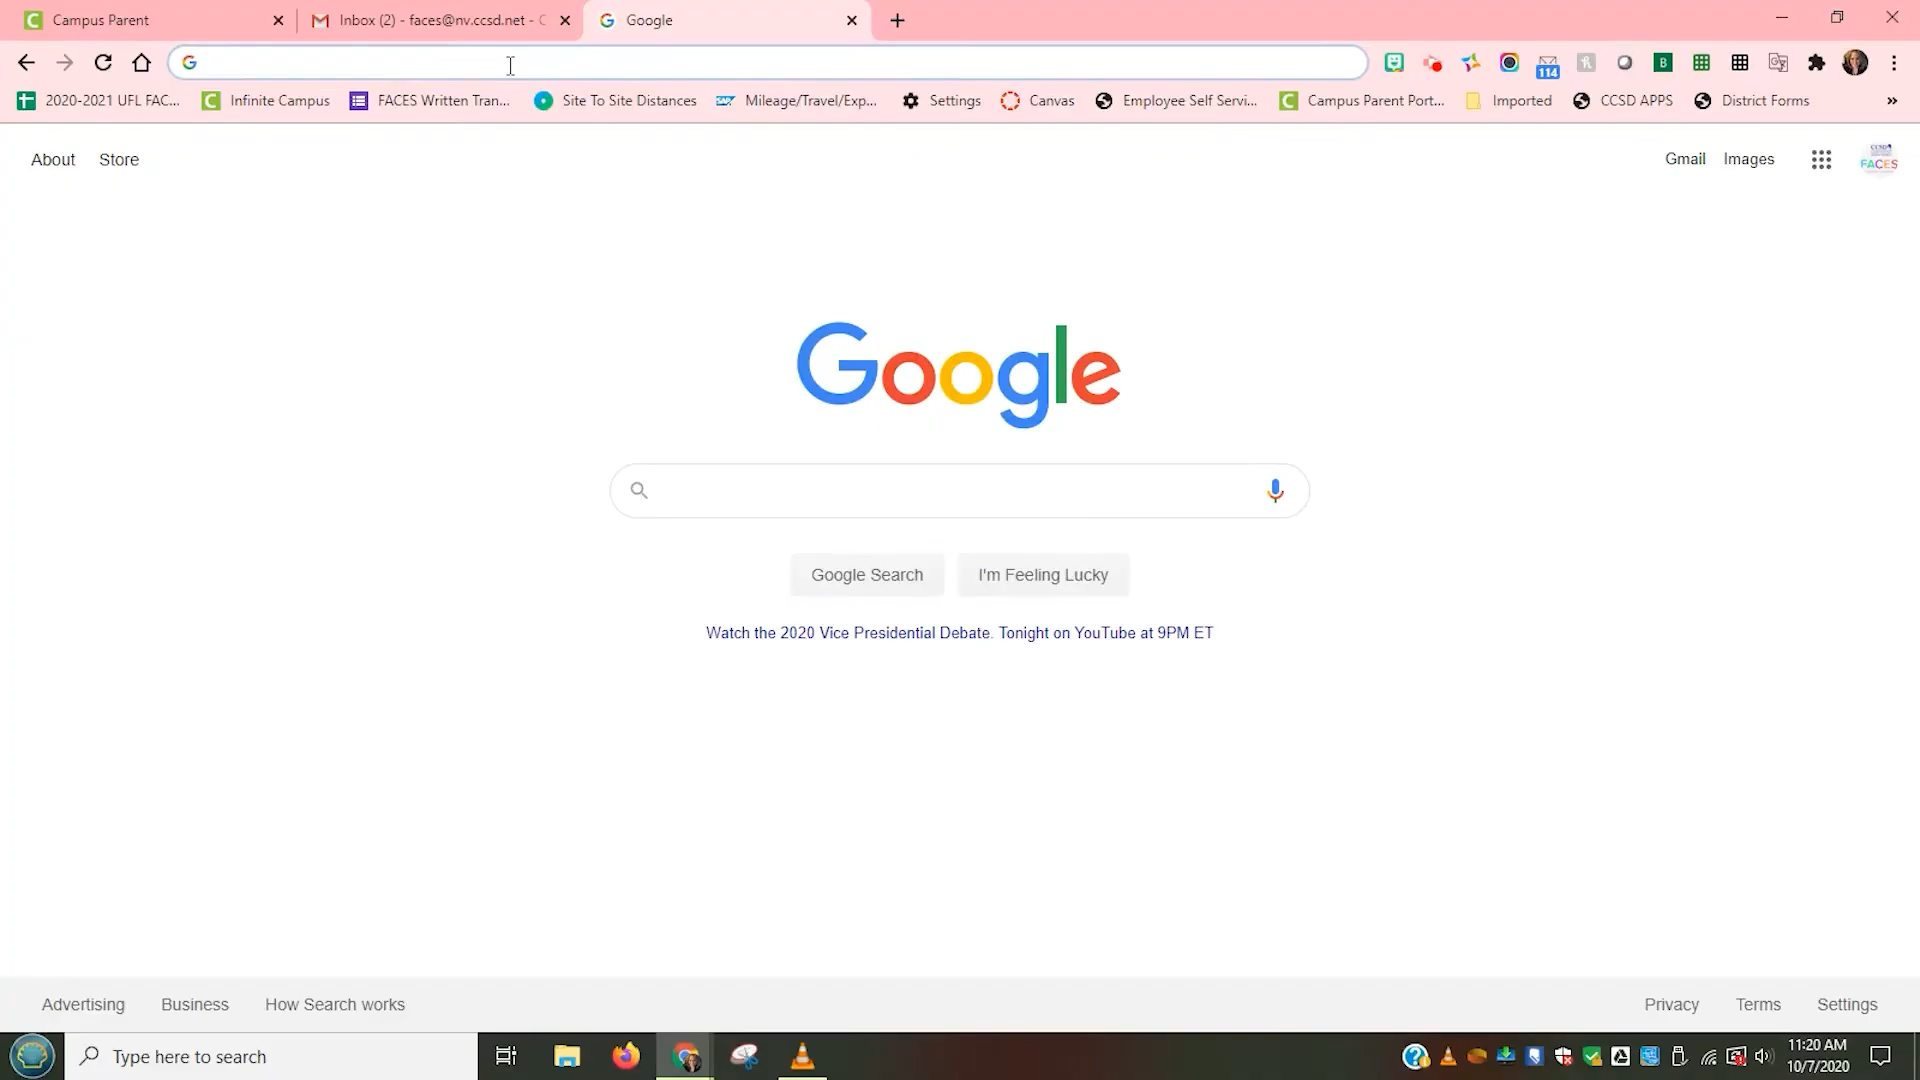 Campus Parent
Inbox (2) - faces@nv.ccsd.net - C
Google
114
2020-2021 UFL FAC...
Infinite Campus
FACES Written Tran...
Site To Site Distances
Mileage/Travel/Exp...
Settings
Canvas
Employee Self Servi...
Campus Parent Port...
Imported
CCSD APPS
District Forms
»
About
Store
Gmail
Images
CCSD
FACES
Google
Google Search
I'm Feeling Lucky
Watch the 2020 Vice Presidential Debate. Tonight on YouTube at 9PM ET
Advertising
Business
How Search works
Privacy
Terms
Settings
Type here to search
11:20 AM
10/7/2020